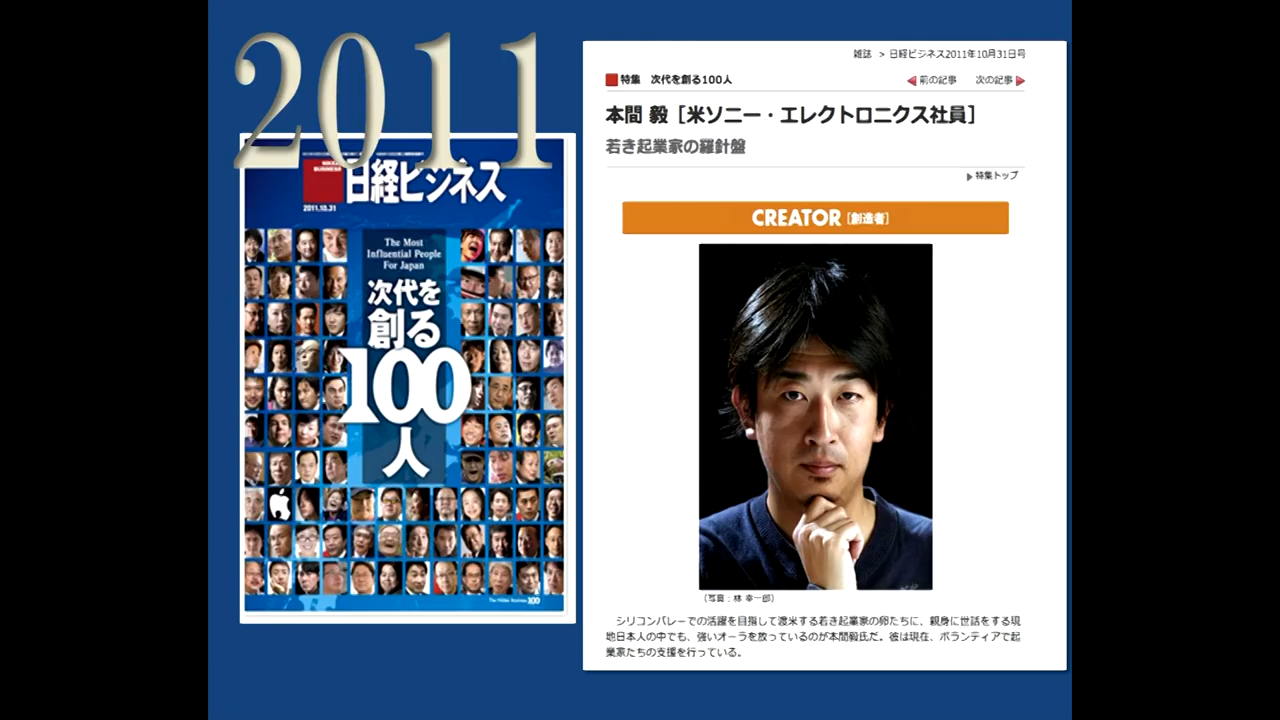 2011
NIKKEI
BUSINESS
日経ビジネス
2011.10.31
The Most
Influential People
For Japan
次代を
創る
100
人
雑誌 > 日経ビジネス2011年10月31日号
特集 次代を創る100人
前の記事 次の記事
本間 毅［米ソニー・エレクトロニクス社員］
若き起業家の羅針盤
特集トップ
CREATOR［創造者］
（写真：林 幸一郎）
シリコンバレーでの活躍を目指して渡米する若き起業家の卵たちに、親身に世話をする現
地日本人の中でも、強いオーラを放っているのが本間毅氏だ。彼は現在、ボランティアで起
業家たちの支援を行っている。